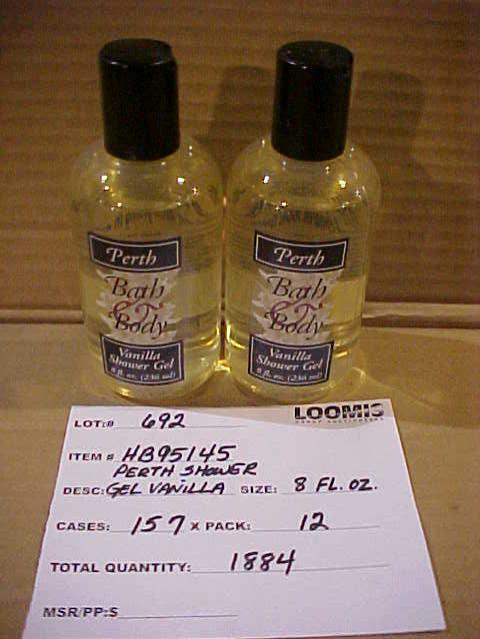 Perth
Bath
&
Body
Vanilla
Shower Gel
8 fl. oz. (236 ml)
Perth
Bath
&
Body
Vanilla
Shower Gel
8 fl. oz. (236 ml)
LOOMIS
LOT:# 692
ITEM # HB95145
PERTH SHOWER
DESC: GEL VANILLA SIZE: 8 FL. OZ.
CASES: 157 X PACK: 12
TOTAL QUANTITY: 1884
MSR/PP:$